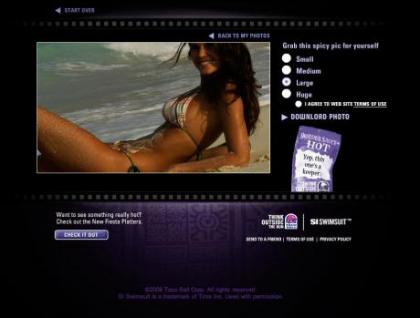 START OVER
BACK TO MY PHOTOS
Grab this spicy pic for yourself
Small
Medium
Large
Huge
I AGREE TO WEB SITE TERMS OF USE
DOWNLOAD PHOTO
HOT
Yep, this
one's a
keeper.
Want to see something really hot?
Check out the New Fiesta Platters.
CHECK IT OUT
THINK
OUTSIDE
THE BUN
SI SWIMSUIT™
SEND TO A FRIEND | TERMS OF USE | PRIVACY POLICY
©2009 Taco Bell Corp. All rights reserved.
SI Swimsuit is a trademark of Time Inc. Used with permission.